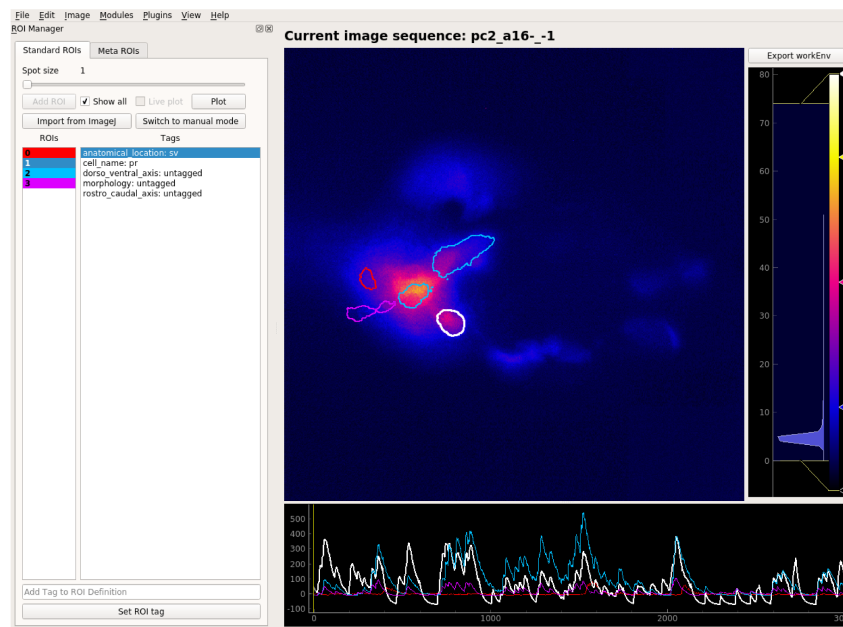 File Edit Image Modules Plugins View Help
ROI Manager
Current image sequence: pc2_a16-_-1
Standard ROIs Meta ROIs
Export workEnv
Spot size 1
Add ROI Show all Live plot Plot
Import from ImageJ Switch to manual mode
ROIs Tags
0 anatomical_location: sv
1 cell_name: pr
2 dorso_ventral_axis: untagged
3 morphology: untagged
rostro_caudal_axis: untagged
80
70
60
50
40
30
20
10
0
500
400
300
200
100
0
-100
0 1000 2000
Add Tag to ROI Definition
Set ROI tag